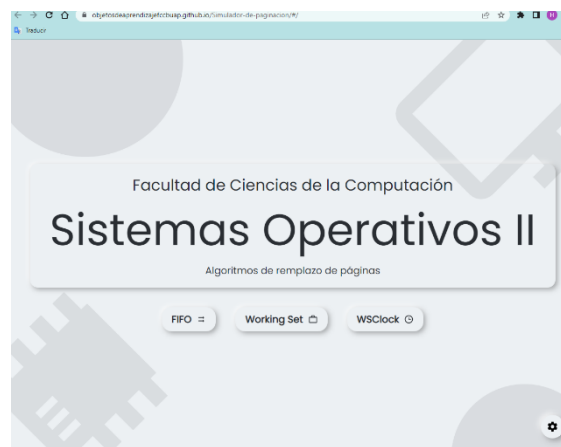 objetosdeaprendizajefccbuap.github.io/Simulador-de-paginacion/#/
H
Traducir
Facultad de Ciencias de la Computación
Sistemas Operativos II
Algoritmos de remplazo de páginas
FIFO
Working Set
WSClock